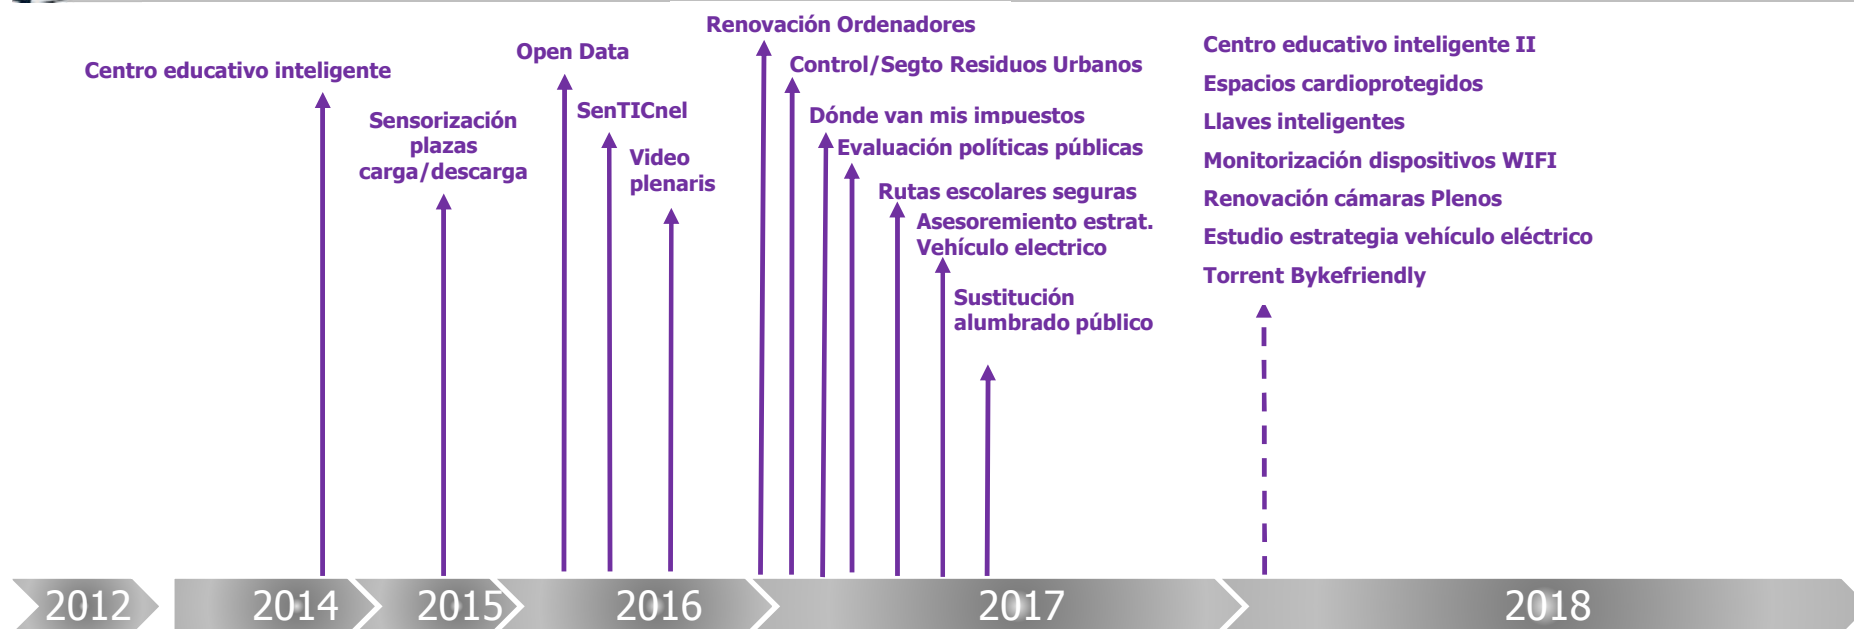 Centro educativo inteligente
Sensorización
plazas
carga/descarga
Open Data
SenTICnel
Video
plenaris
Renovación Ordenadores
Control/Segto Residuos Urbanos
Dónde van mis impuestos
Evaluación políticas públicas
Rutas escolares seguras
Asesoremiento estrat.
Vehículo electrico
Sustitución
alumbrado público
Centro educativo inteligente II
Espacios cardioprotegidos
Llaves inteligentes
Monitorización dispositivos WIFI
Renovación cámaras Plenos
Estudio estrategia vehículo eléctrico
Torrent Bykefriendly
2012
2014
2015
2016
2017
2018